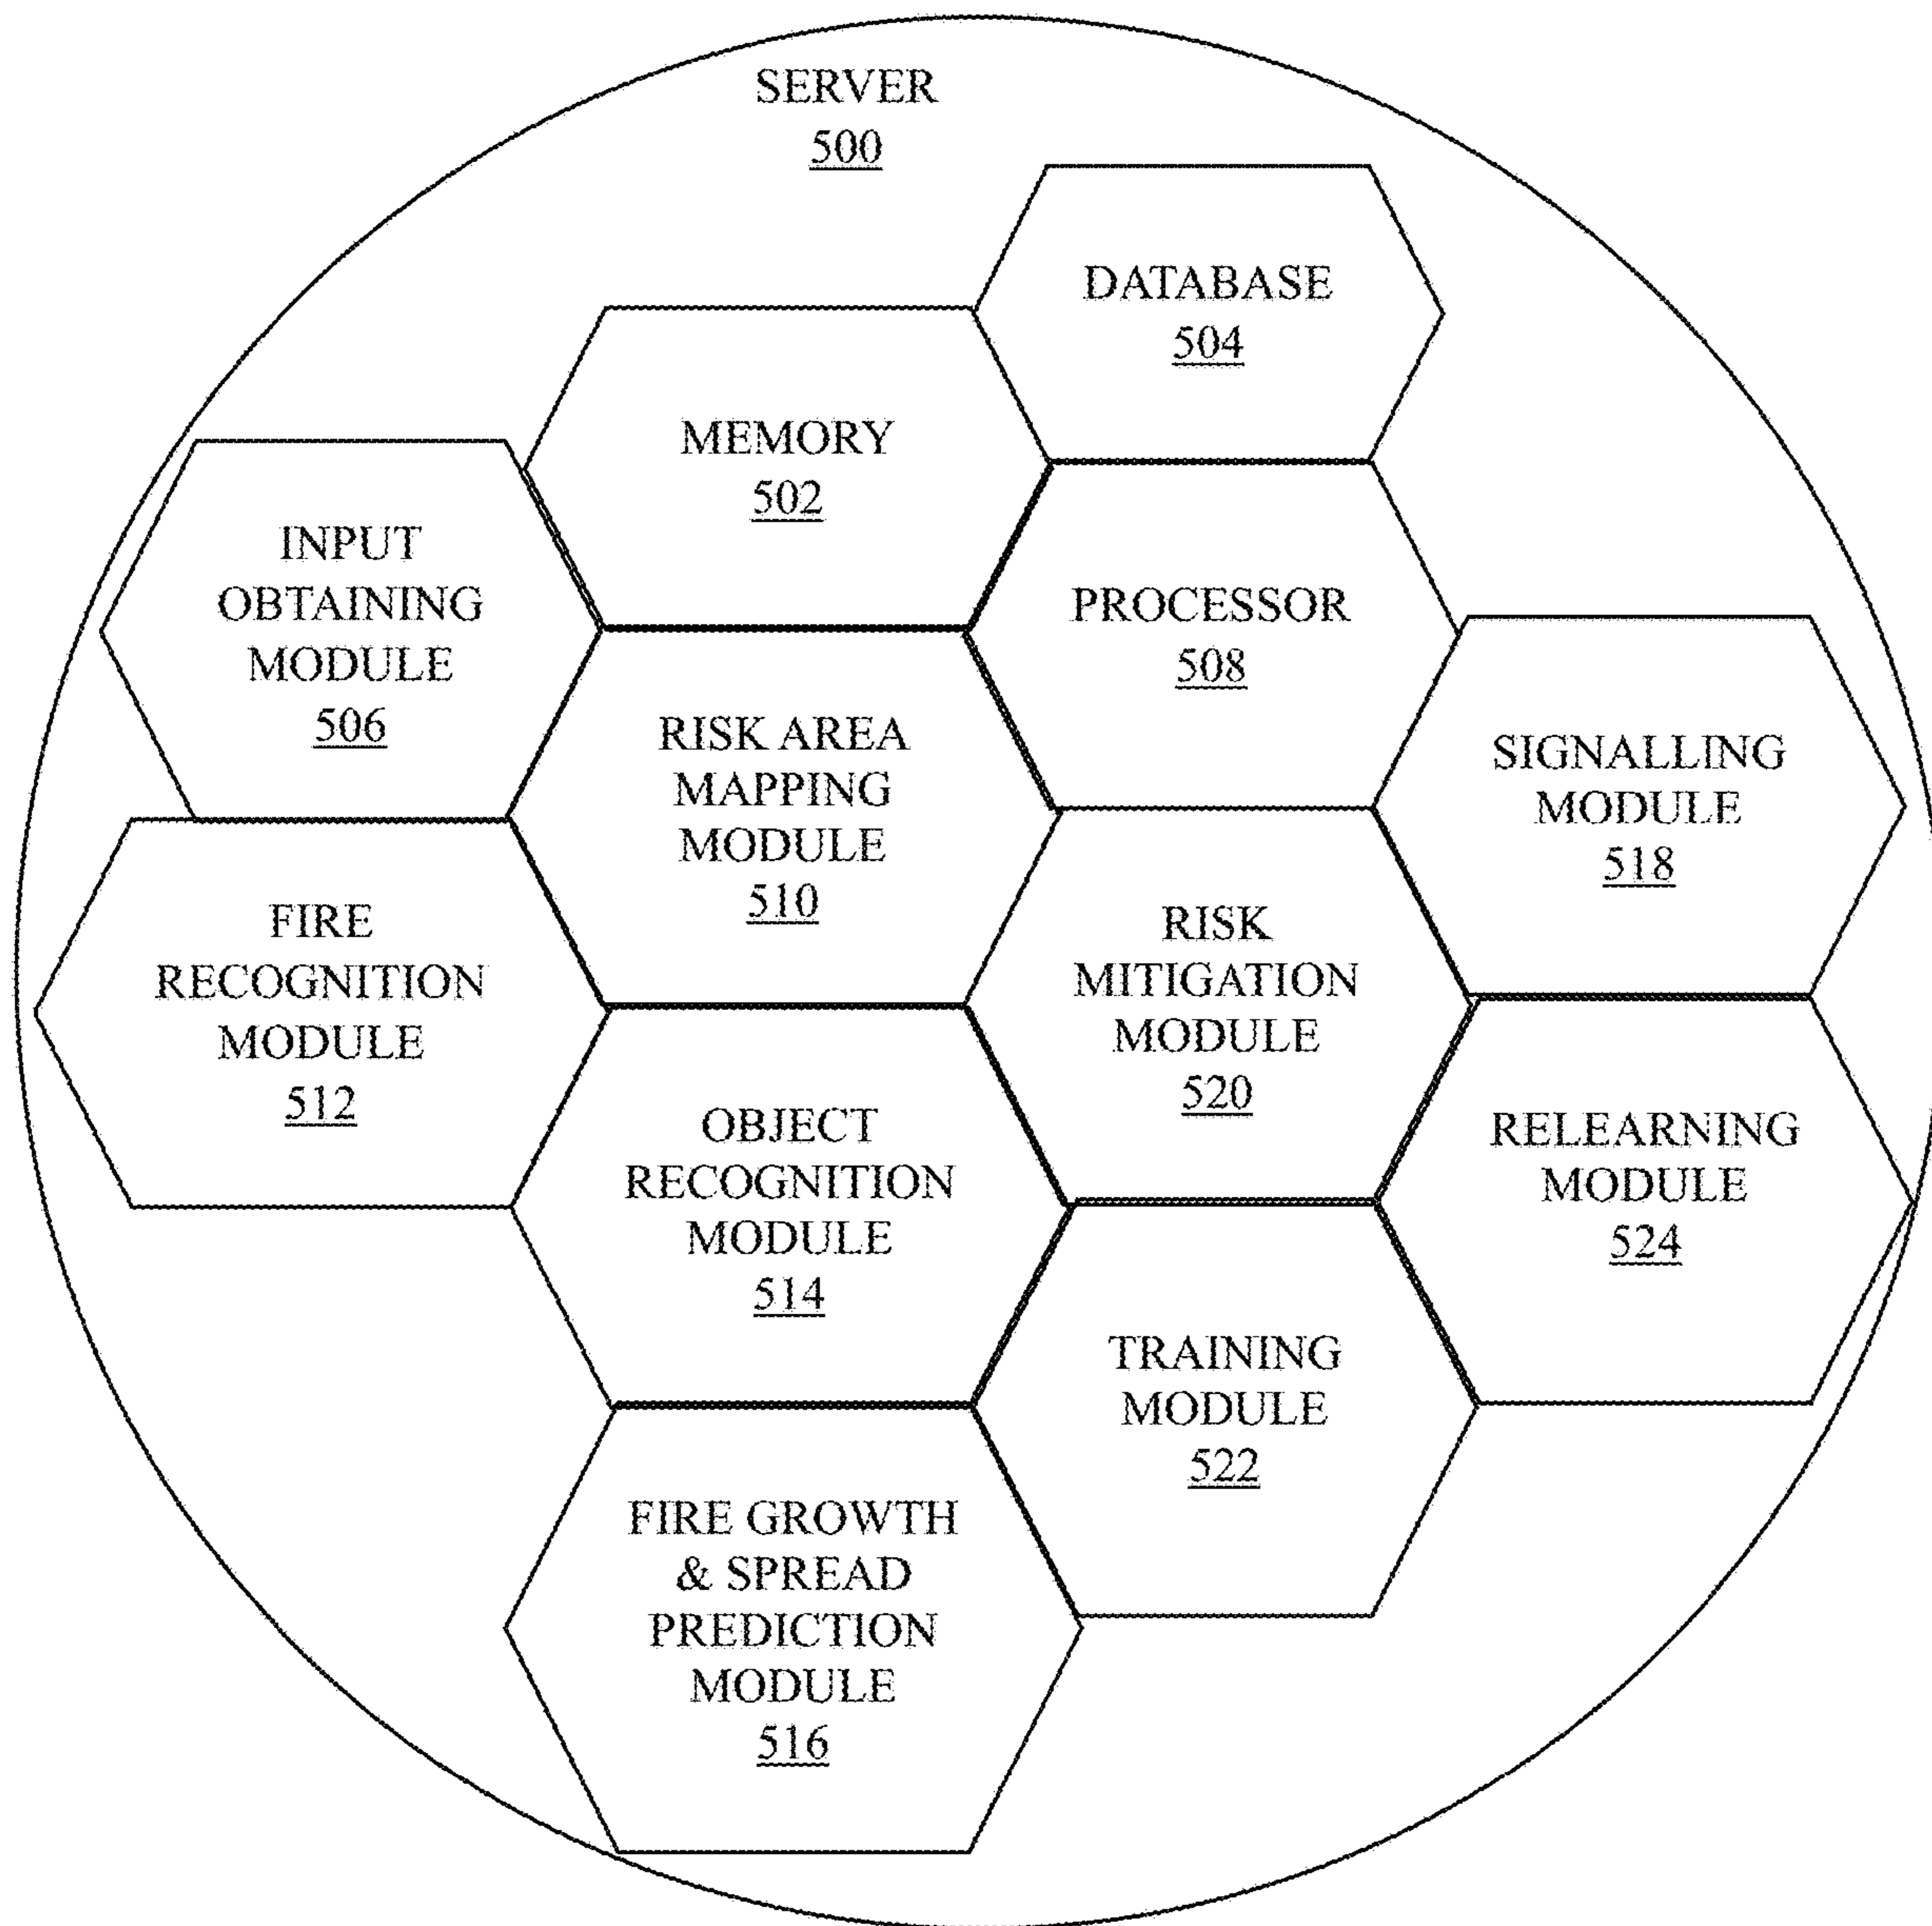 SERVER
500
DATABASE
504
MEMORY
502
INPUT
OBTAINING
MODULE
506
PROCESSOR
508
RISK AREA
MAPPING
MODULE
510
SIGNALLING
MODULE
518
FIRE
RECOGNITION
MODULE
512
RISK
MITIGATION
MODULE
520
OBJECT
RECOGNITION
MODULE
514
RELEARNING
MODULE
524
TRAINING
MODULE
522
FIRE GROWTH
& SPREAD
PREDICTION
MODULE
516